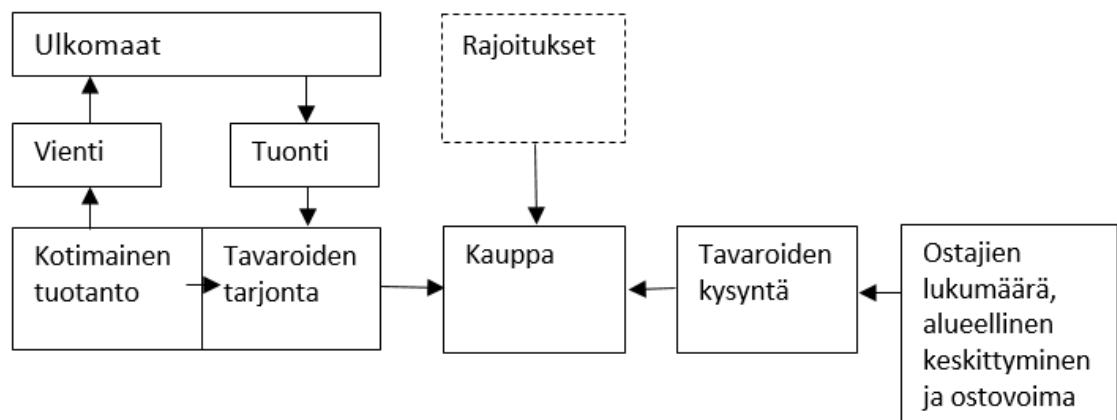 Ulkomaat
Rajoitukset
Vienti
Tuonti
Kotimainen
tuotanto
Tavaroiden
tarjonta
Kauppa
Tavaroiden
kysyntä
Ostajien
lukumäärä,
alueellinen
keskittyminen
ja ostovoima